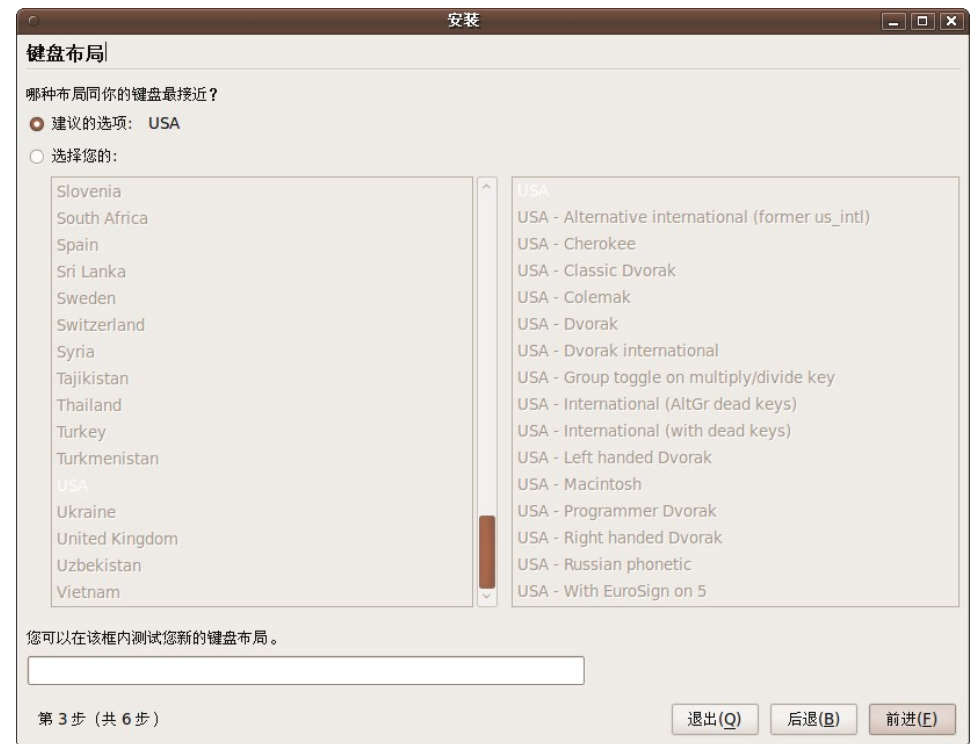 安装
键盘布局
哪种布局同你的键盘最接近？
建议的选项: USA
选择您的:
Slovenia
South Africa
Spain
Sri Lanka
Sweden
Switzerland
Syria
Tajikistan
Thailand
Turkey
Turkmenistan
USA
Ukraine
United Kingdom
Uzbekistan
Vietnam
USA
USA - Alternative international (former us_intl)
USA - Cherokee
USA - Classic Dvorak
USA - Colemak
USA - Dvorak
USA - Dvorak international
USA - Group toggle on multiply/divide key
USA - International (AltGr dead keys)
USA - International (with dead keys)
USA - Left handed Dvorak
USA - Macintosh
USA - Programmer Dvorak
USA - Right handed Dvorak
USA - Russian phonetic
USA - With EuroSign on 5
您可以在该框内测试您新的键盘布局。
第 3 步 (共 6 步) 退出(Q) 后退(B) 前进(F)